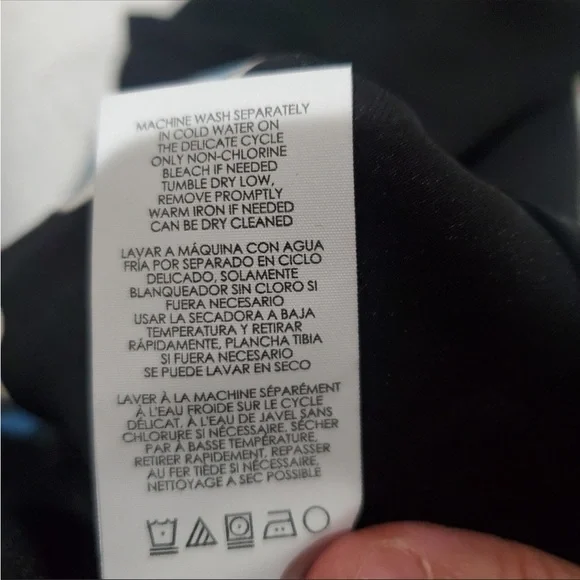 MACHINE WASH SEPARATELY
IN COLD WATER ON
THE DELICATE CYCLE
ONLY NON-CHLORINE
BLEACH IF NEEDED
TUMBLE DRY LOW,
REMOVE PROMPTLY
WARM IRON IF NEEDED
CAN BE DRY CLEANED
LAVAR A MÁQUINA CON AGUA
FRÍA POR SEPARADO EN CICLO
DELICADO, SOLAMENTE
BLANQUEADOR SIN CLORO SI
FUERA NECESARIO
USAR LA SECADORA A BAJA
TEMPERATURA Y RETIRAR
RÁPIDAMENTE, PLANCHA TIBIA
SI FUERA NECESARIO
SE PUEDE LAVAR EN SECO
LAVER À LA MACHINE SÉPARÉMENT
À L'EAU FROIDE SUR LE CYCLE
DÉLICAT, À L'EAU DE JAVEL SANS
CHLORURE SI NÉCESSAIRE, SÉCHER
PAR À BASSE TEMPÉRATURE,
RETIRER RAPIDEMENT, REPASSER
AU FER TIÈDE SI NÉCESSAIRE,
NETTOYAGE A SEC POSSIBLE